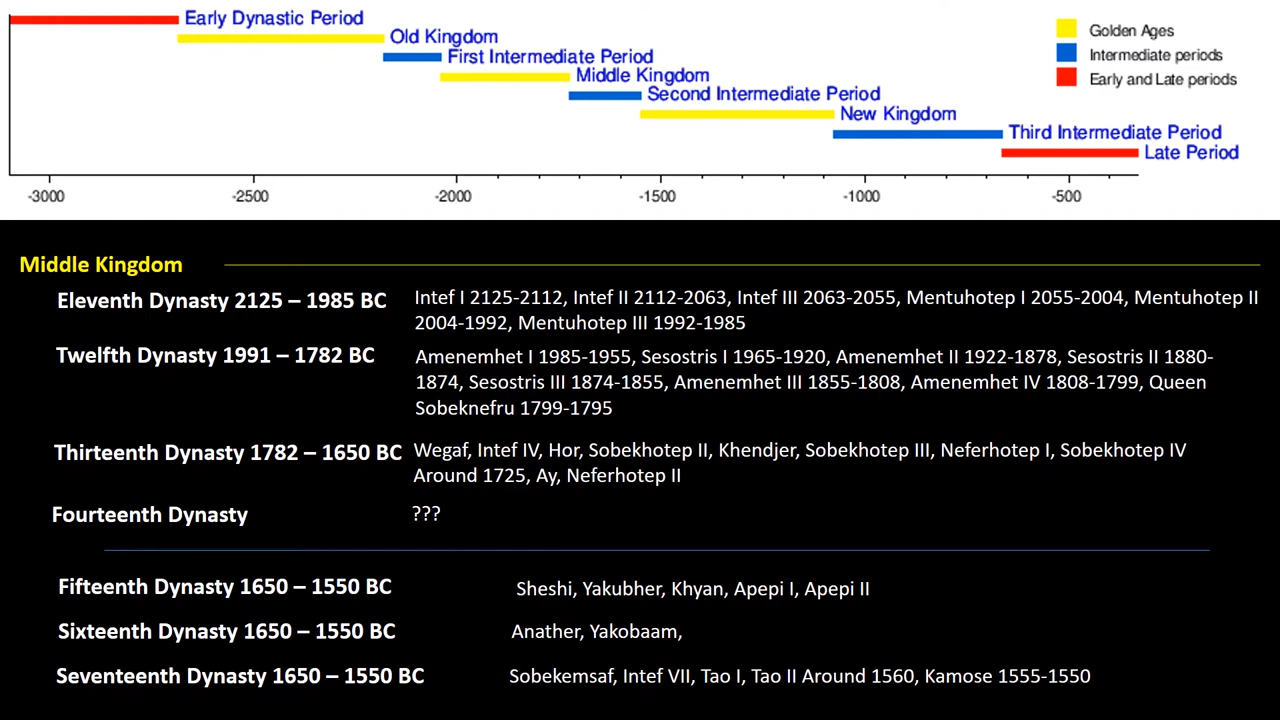 Early Dynastic Period
Old Kingdom
First Intermediate Period
Middle Kingdom
Second Intermediate Period
New Kingdom
Third Intermediate Period
Late Period
Golden Ages
Intermediate periods
Early and Late periods
-3000 -2500 -2000 -1500 -1000 -500
Middle Kingdom
Eleventh Dynasty 2125 – 1985 BC
Intef I 2125-2112, Intef II 2112-2063, Intef III 2063-2055, Mentuhotep I 2055-2004, Mentuhotep II
2004-1992, Mentuhotep III 1992-1985
Twelfth Dynasty 1991 – 1782 BC
Amenemhet I 1985-1955, Sesostris I 1965-1920, Amenemhet II 1922-1878, Sesostris II 1880-
1874, Sesostris III 1874-1855, Amenemhet III 1855-1808, Amenemhet IV 1808-1799, Queen
Sobeknefru 1799-1795
Thirteenth Dynasty 1782 – 1650 BC
Wegaf, Intef IV, Hor, Sobekhotep II, Khendjer, Sobekhotep III, Neferhotep I, Sobekhotep IV
Around 1725, Ay, Neferhotep II
Fourteenth Dynasty
???
Fifteenth Dynasty 1650 – 1550 BC
Sheshi, Yakubher, Khyan, Apepi I, Apepi II
Sixteenth Dynasty 1650 – 1550 BC
Anather, Yakobaam,
Seventeenth Dynasty 1650 – 1550 BC
Sobekemsaf, Intef VII, Tao I, Tao II Around 1560, Kamose 1555-1550